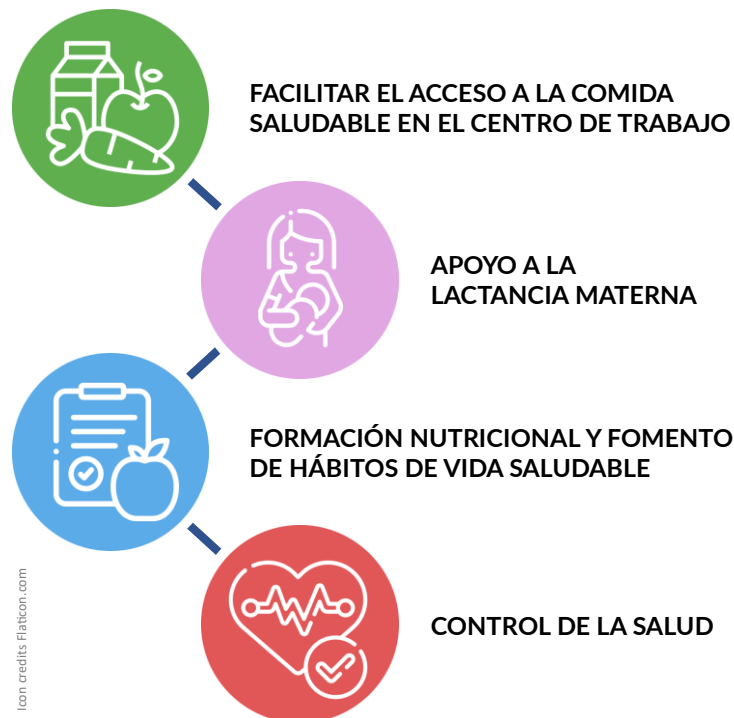 FACILITAR EL ACCESO A LA COMIDA
SALUDABLE EN EL CENTRO DE TRABAJO
APOYO A LA
LACTANCIA MATERNA
FORMACIÓN NUTRICIONAL Y FOMENTO
DE HÁBITOS DE VIDA SALUDABLE
CONTROL DE LA SALUD
Icon credits Flaticon.com